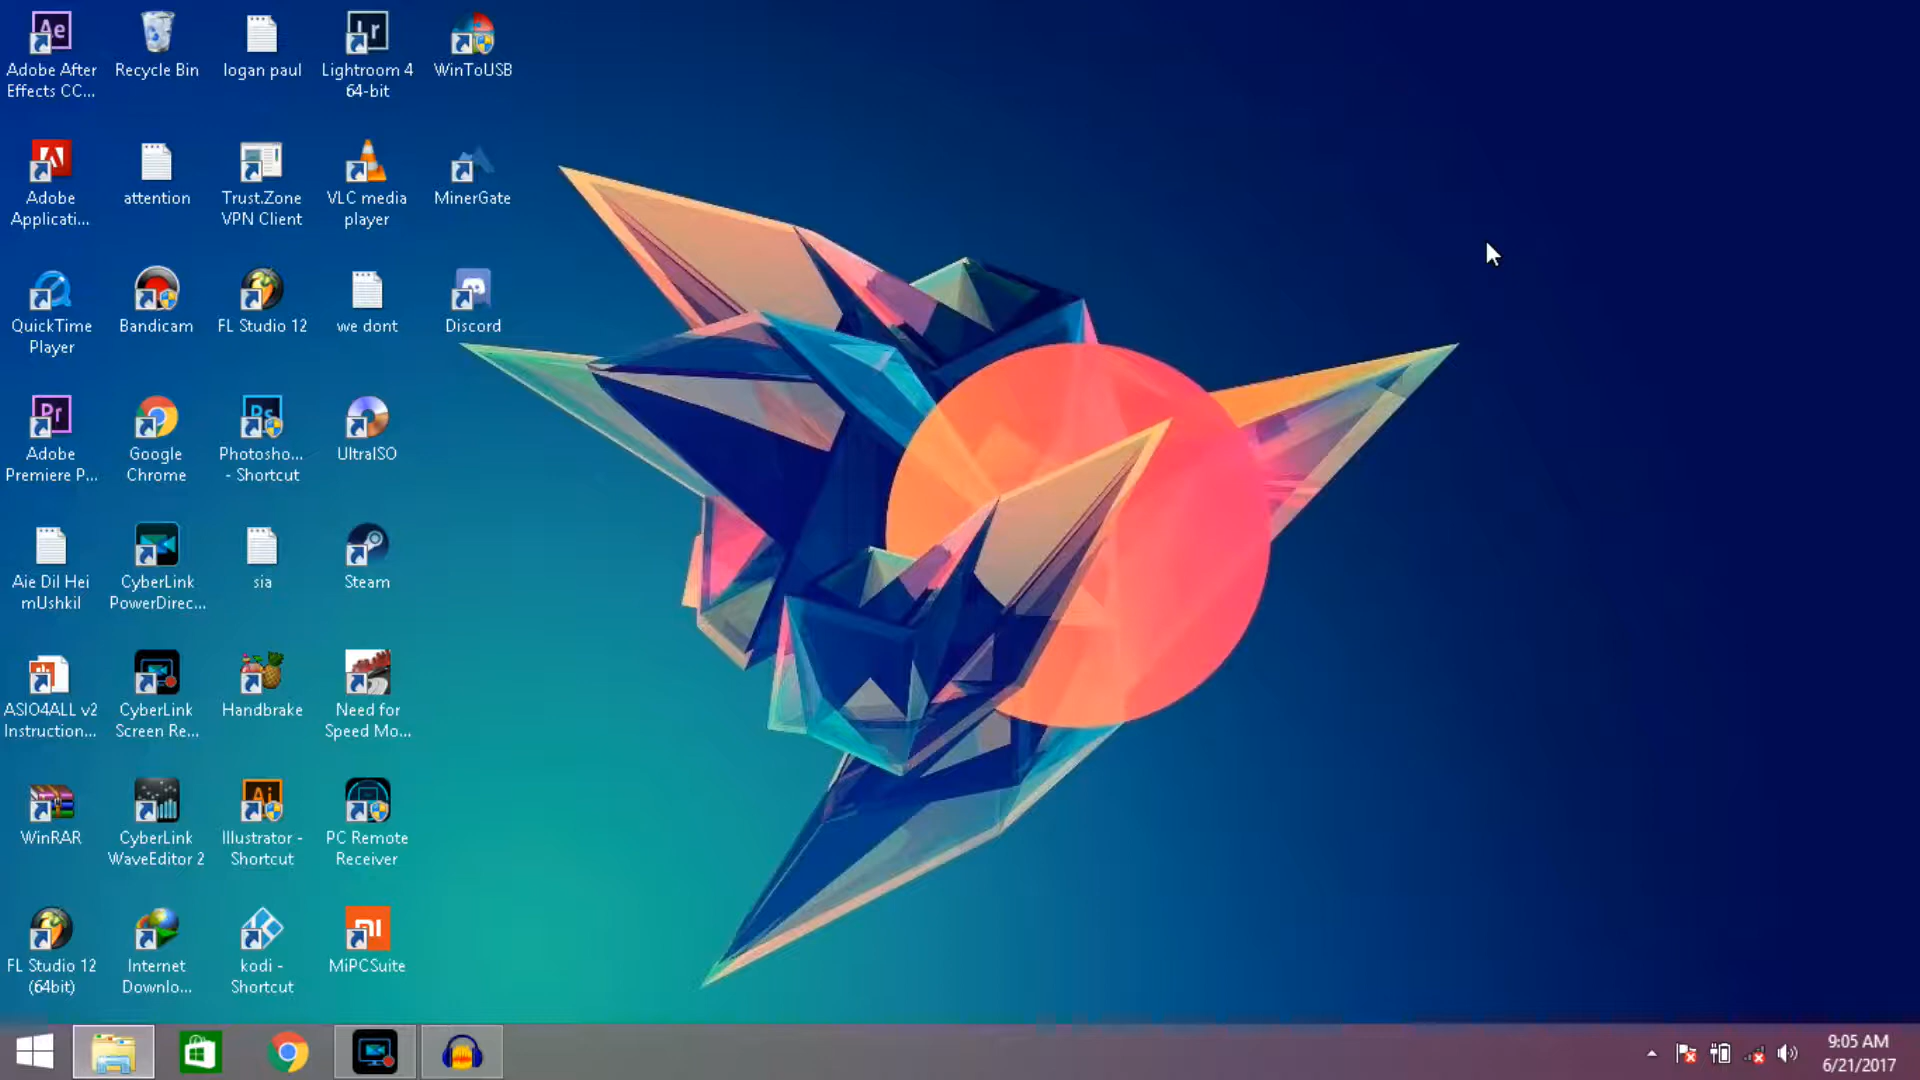 Adobe After
Effects CC...
Recycle Bin
logan paul
Lightroom 4
64-bit
WinToUSB
Adobe
Applicati...
attention
Trust.Zone
VPN Client
VLC media
player
MinerGate
QuickTime
Player
Bandicam
FL Studio 12
we dont
Discord
Adobe
Premiere P...
Google
Chrome
Photosho...
- Shortcut
UltraISO
Aie Dil Hei
mUshkil
CyberLink
PowerDirec...
sia
Steam
ASIO4ALL v2
Instruction...
CyberLink
Screen Re...
Handbrake
Need for
Speed Mo...
WinRAR
CyberLink
WaveEditor 2
Illustrator -
Shortcut
PC Remote
Receiver
FL Studio 12
(64bit)
Internet
Downlo...
kodi -
Shortcut
MiPCSuite
9:05 AM
6/21/2017